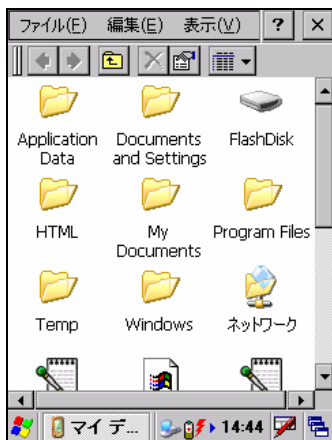 ファイル(F) 編集(E) 表示(V) ? ×
Application Data
Documents and Settings
FlashDisk
HTML
My Documents
Program Files
Temp
Windows
ネットワーク
マイ デ... 14:44